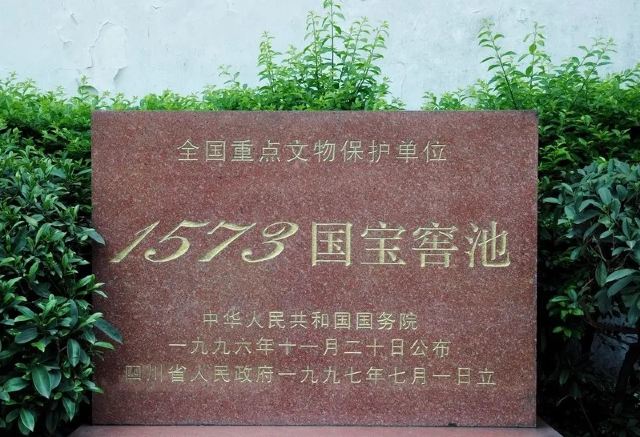 全国重点文物保护单位
1573国宝窖池
中华人民共和国国务院
一九九六年十一月二十日公布
四川省人民政府一九九七年七月一日立